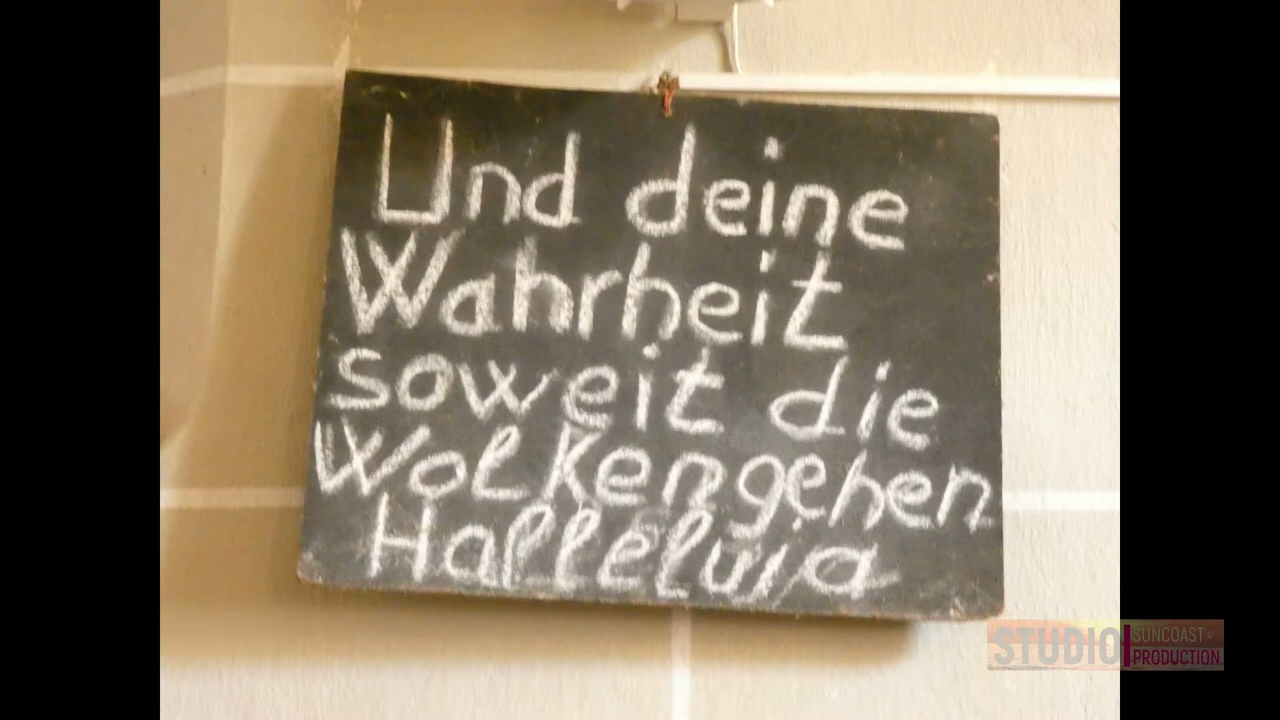 Und deine
Wahrheit
soweit die
Wolkengehen
Halleluja
STUDIO
SUNCOAST©
PRODUCTION